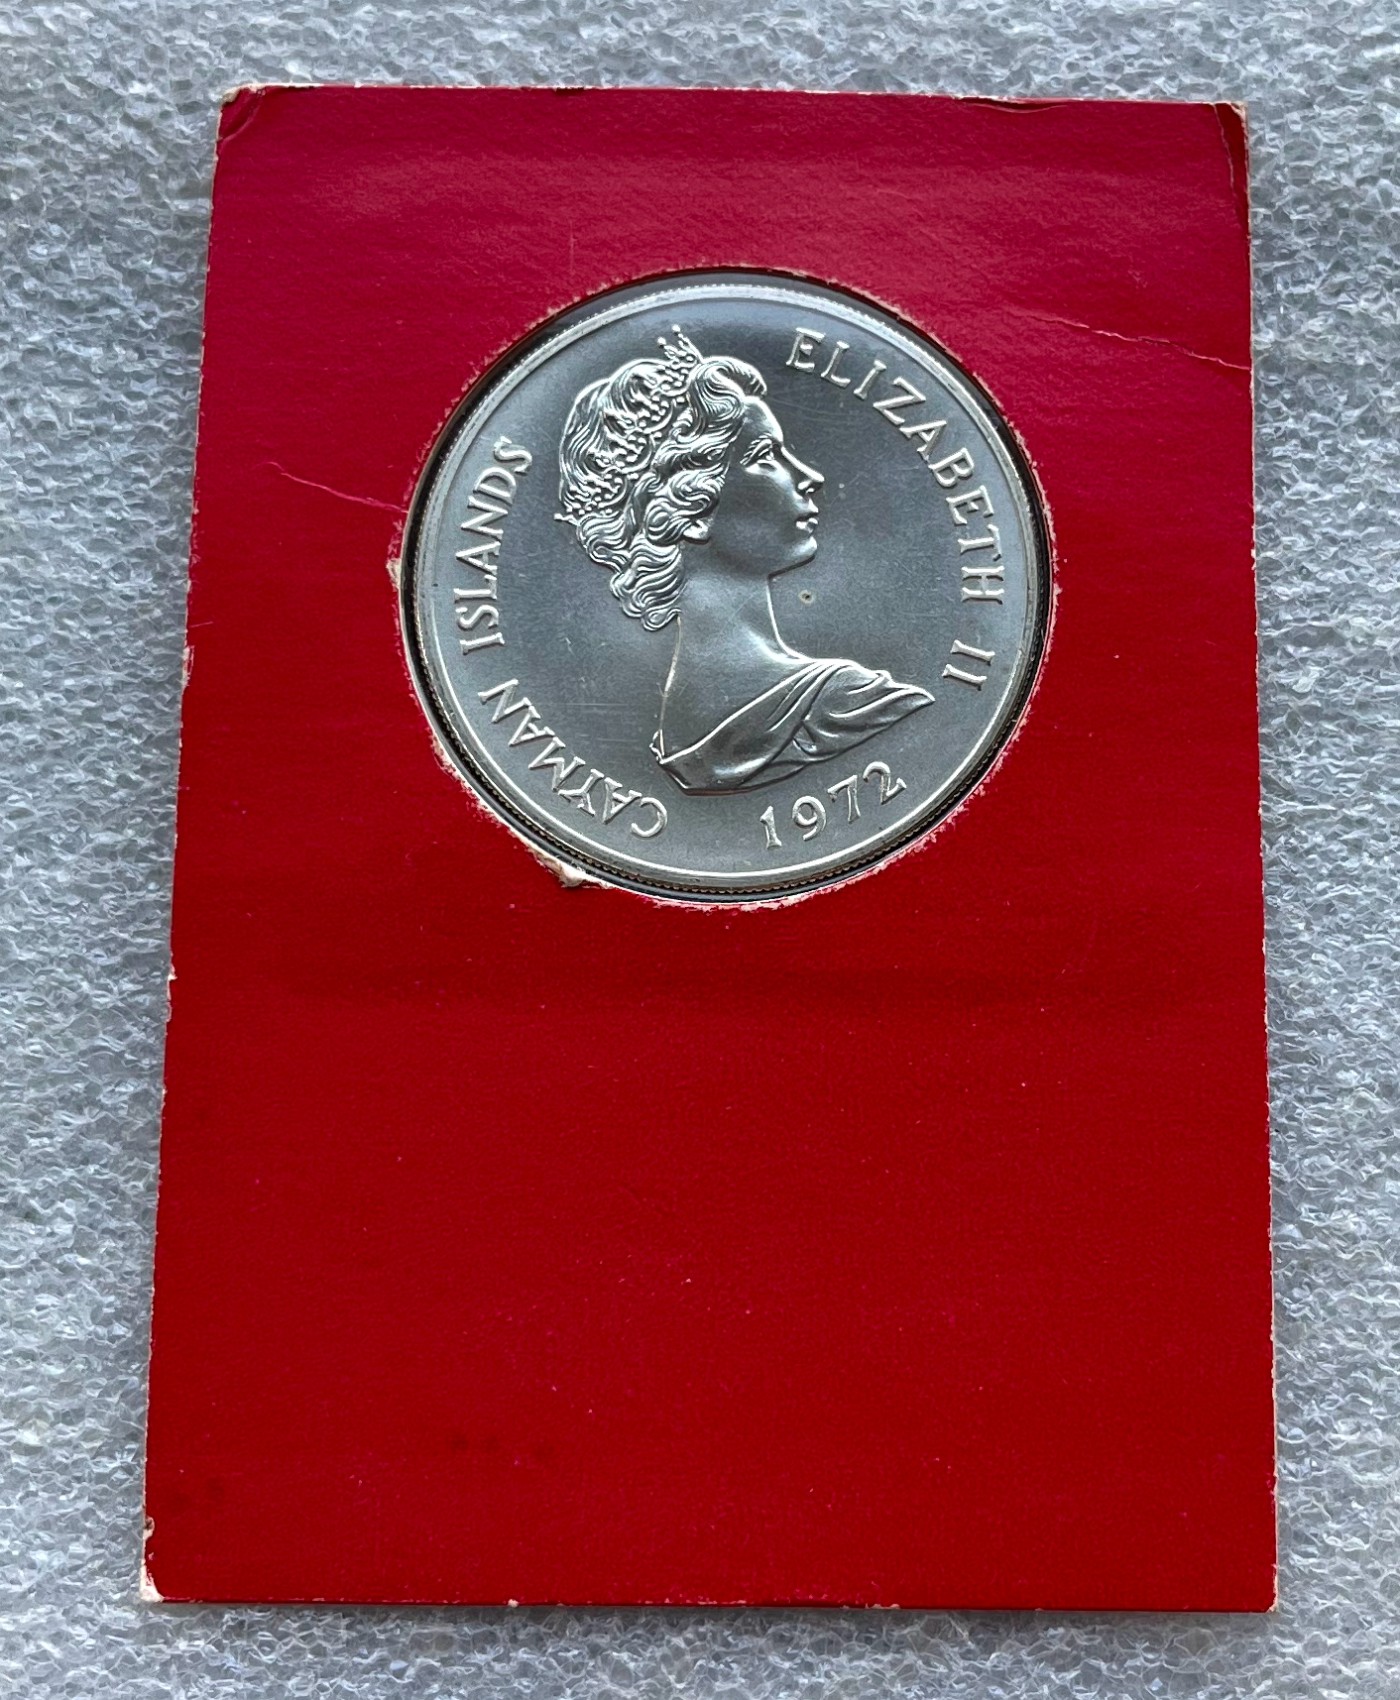 CAYMAN ISLANDS
ELIZABETH II
1972